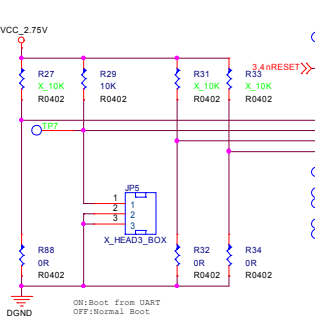 VCC_2.75V
R27
X_10K
R0402
R29
10K
R0402
R31
X_10K
R0402
3,4 nRESET
R33
X_10K
R0402
TP7
JP5
1
2
3
1
2
3
X_HEAD3_BOX
R88
0R
R0402
R32
0R
R0402
R34
0R
R0402
DGND
ON:Boot from UART
OFF:Normal Boot